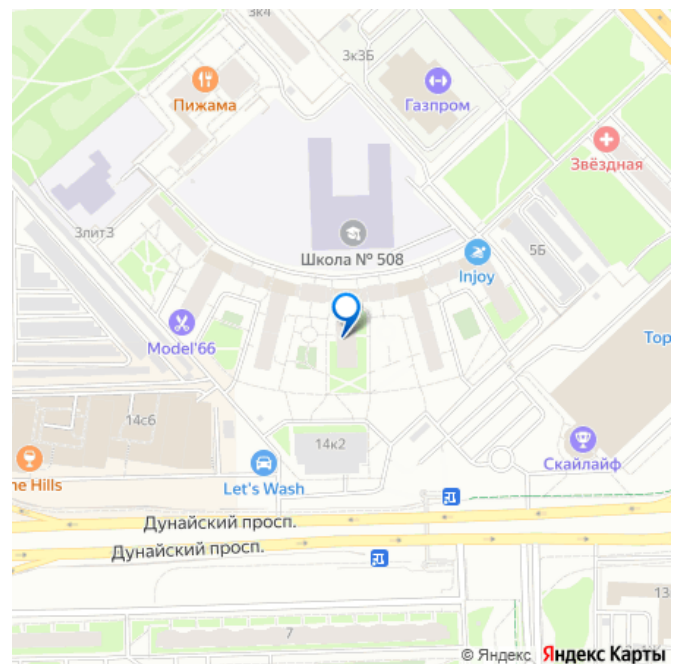 3к4
3к3Б
Пижама
Газпром
Звёздная
3лит3
Школа № 508
5Б
Injoy
Model'66
Тор
14с6
14к2
Скайлайф
ne Hills
Let's Wash
Дунайский просп.
Дунайский просп.
13
7
© Яндекс Яндекс Карты